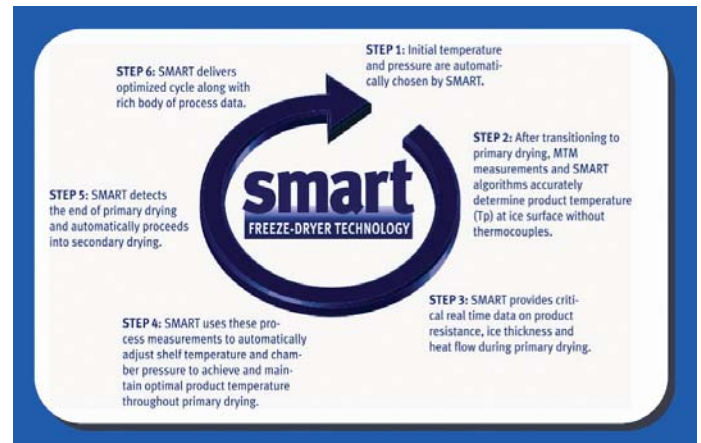 STEP 1: Initial temperature
and pressure are automati-
cally chosen by SMART.
STEP 2: After transitioning to
primary drying, MTM
measurements and SMART
algorithms accurately
determine product temperature
(Tp) at ice surface without
thermocouples.
STEP 3: SMART provides criti-
cal real time data on product
resistance, ice thickness and
heat flow during primary drying.
STEP 4: SMART uses these pro-
cess measurements to automatically
adjust shelf temperature and cham-
ber pressure to achieve and main-
tain optimal product temperature
throughout primary drying.
STEP 5: SMART detects
the end of primary drying
and automatically proceeds
into secondary drying.
STEP 6: SMART delivers
optimized cycle along with
rich body of process data.
smart
FREEZE-DRYER TECHNOLOGY